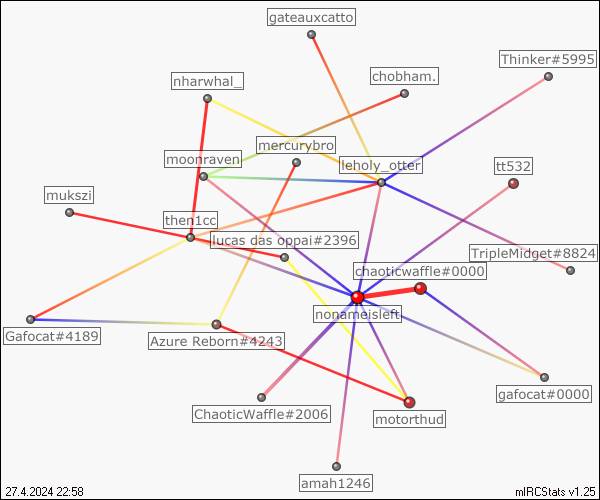 gateauxcatto
Thinker#5995
chobham.
nharwhal_
mercurybro
moonraven
leholy_otter
tt532
mukszi
then1cc
lucas das oppai#2396
TripleMidget#8824
chaoticwaffle#0000
nonameisleft
Gafocat#4189
Azure Reborn#4243
gafocat#0000
ChaoticWaffle#2006
motorthud
amah1246
27.4.2024 22:58
mIRCStats v1.25